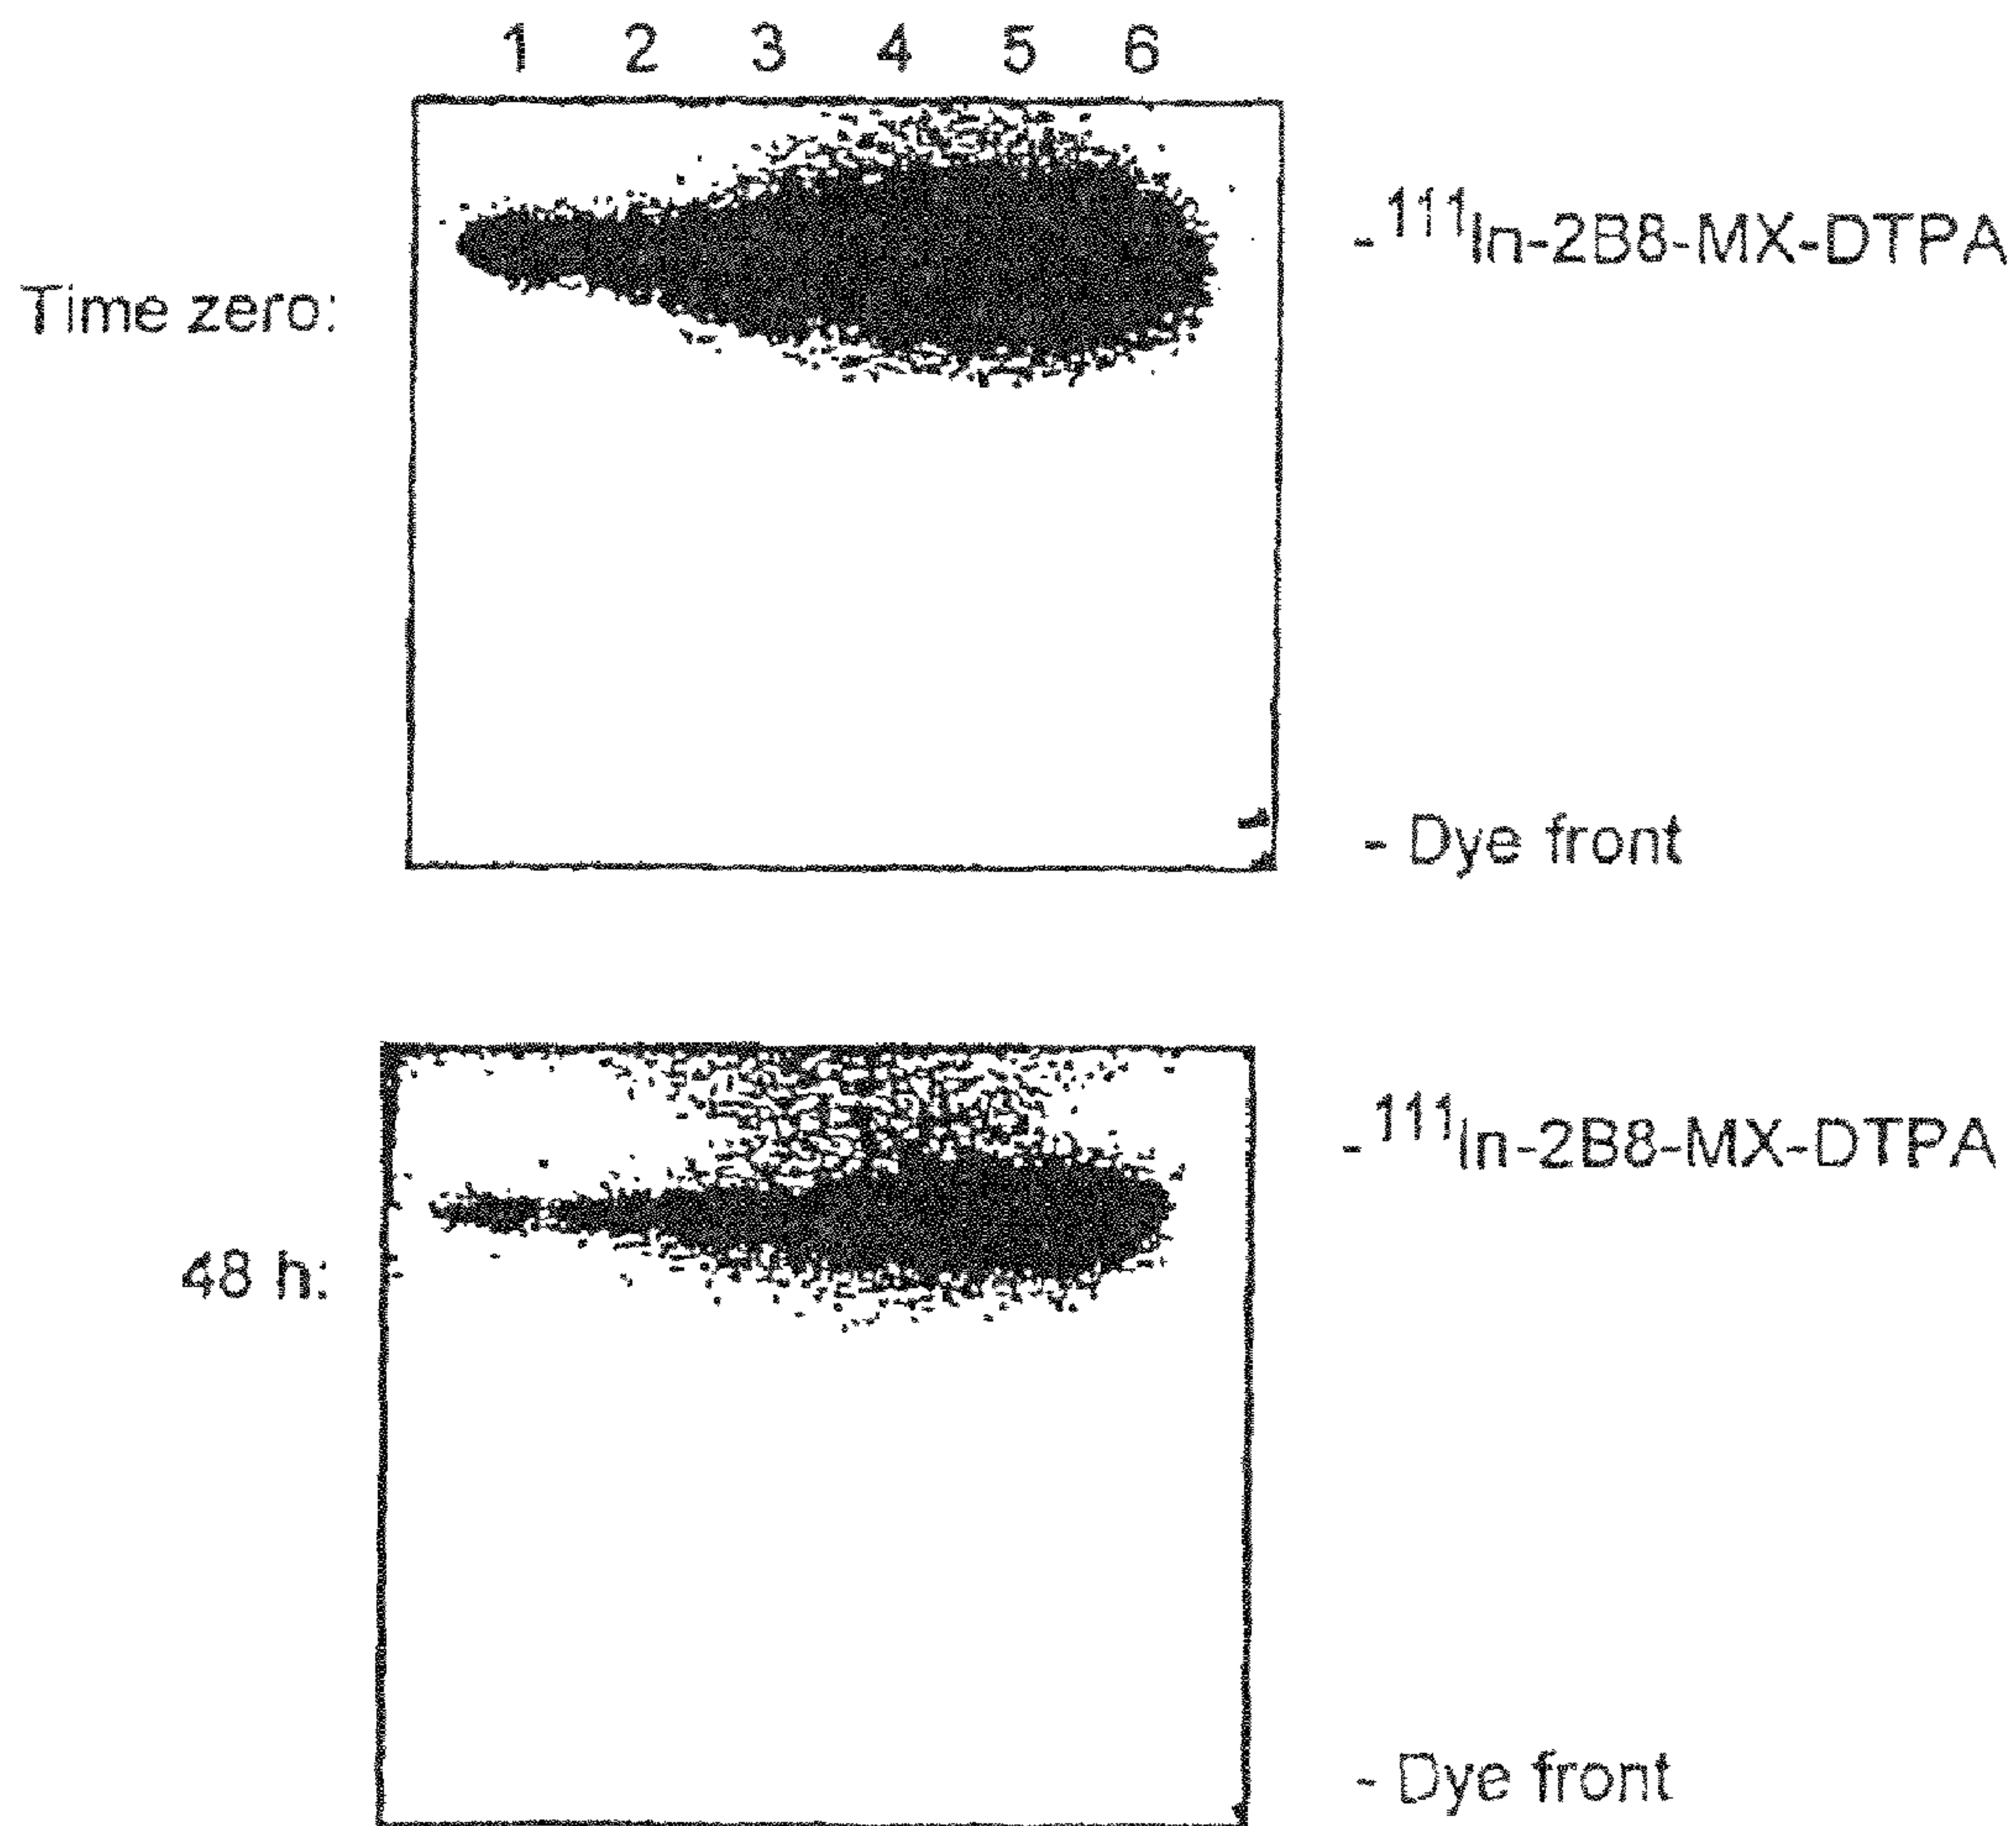 1 2 3 4 5 6
- ¹¹¹In-2B8-MX-DTPA
Time zero:
- Dye front
- ¹¹¹In-2B8-MX-DTPA
48 h:
- Dye front